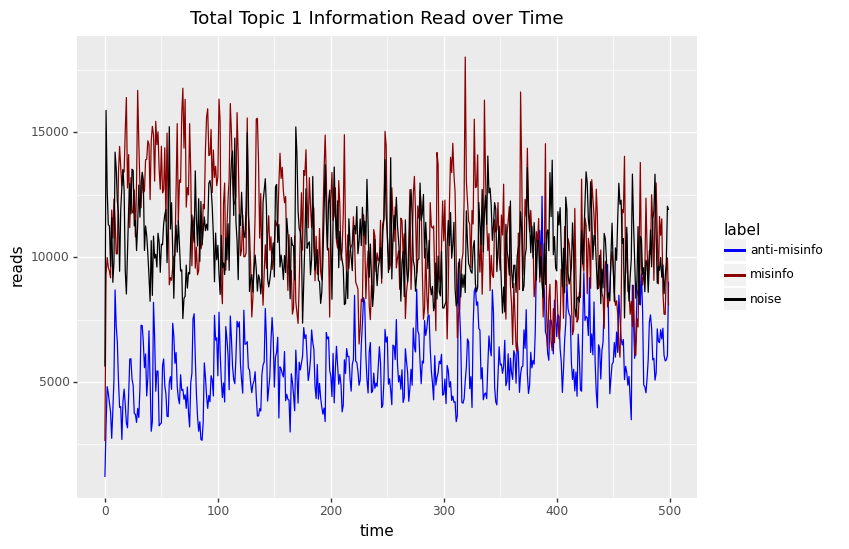 Total Topic 1 Information Read over Time
15000
10000
5000
reads
0 100 200 300 400 500
time
label
anti-misinfo
misinfo
noise